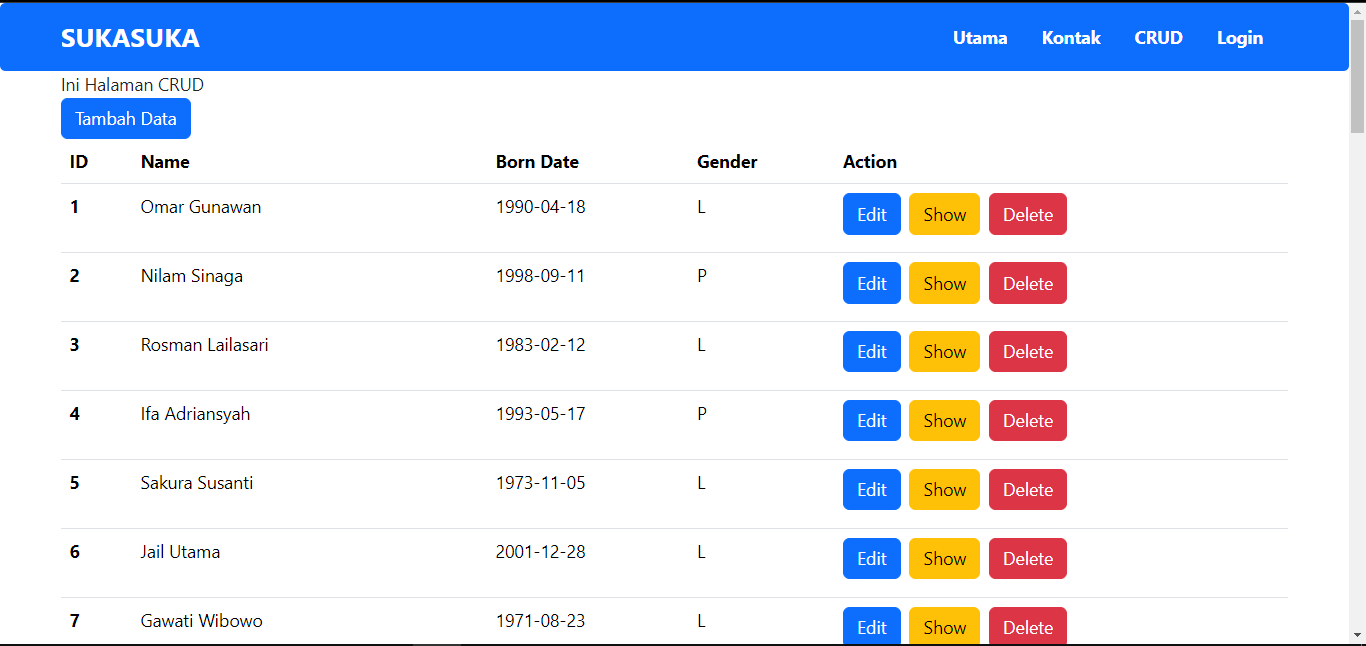 SUKASUKA Utama Kontak CRUD Login
Ini Halaman CRUD
Tambah Data
ID Name Born Date Gender Action
1 Omar Gunawan 1990-04-18 L Edit Show Delete
2 Nilam Sinaga 1998-09-11 P Edit Show Delete
3 Rosman Lailasari 1983-02-12 L Edit Show Delete
4 Ifa Adriansyah 1993-05-17 P Edit Show Delete
5 Sakura Susanti 1973-11-05 L Edit Show Delete
6 Jail Utama 2001-12-28 L Edit Show Delete
7 Gawati Wibowo 1971-08-23 L Edit Show Delete